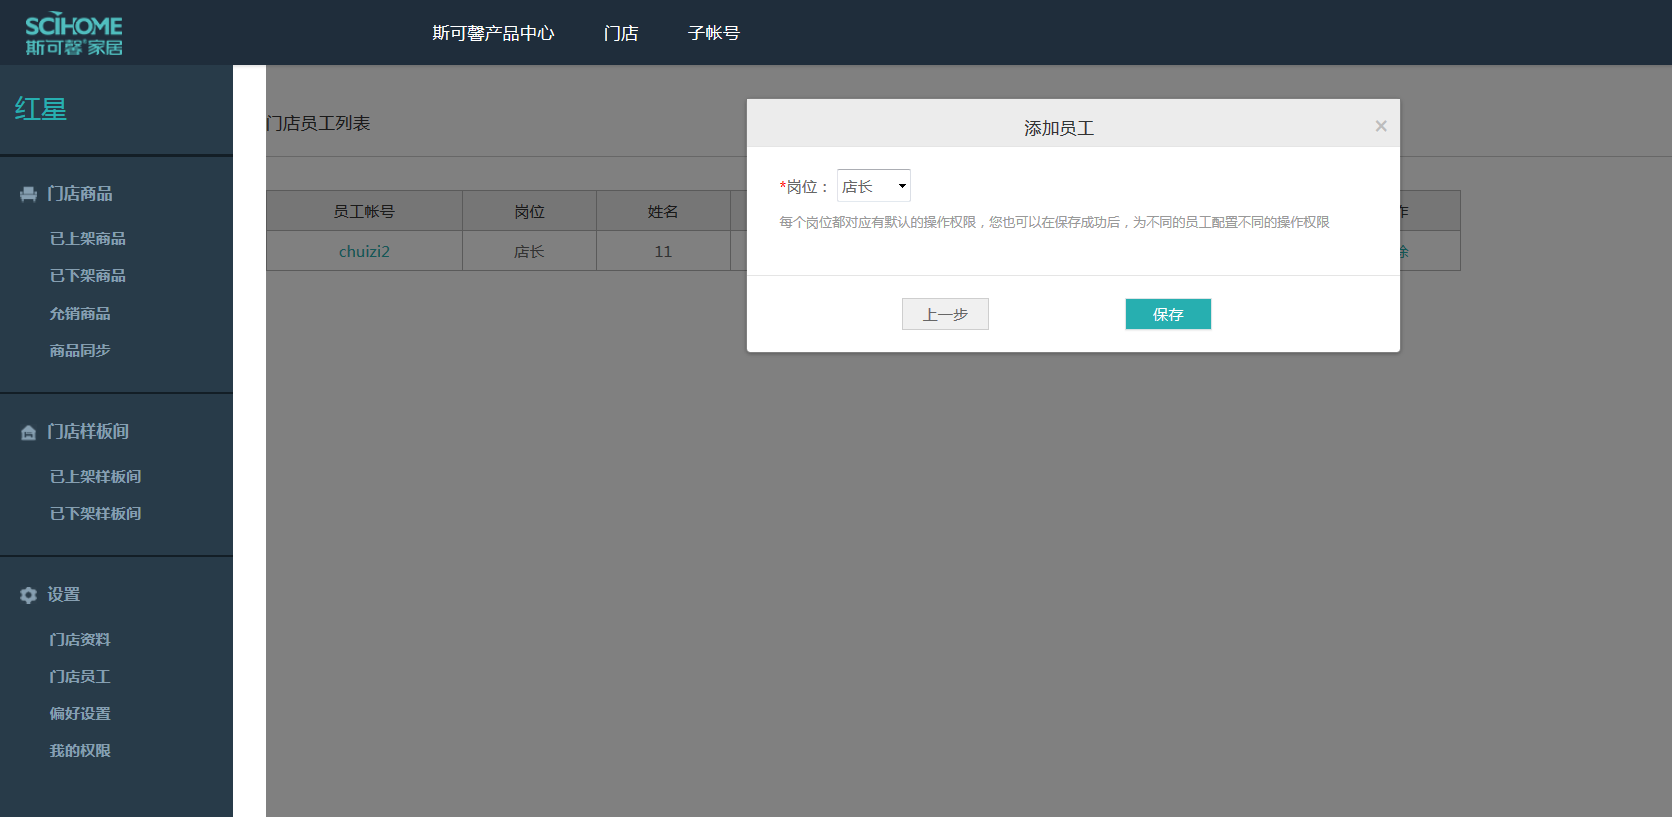 SCIHOME
斯可馨家居
斯可馨产品中心 门店 子帐号
红星
门店商品
已上架商品
已下架商品
允销商品
商品同步
门店样板间
已上架样板间
已下架样板间
设置
门店资料
门店员工
偏好设置
我的权限
门店员工列表
员工帐号 岗位 姓名 作
chuizi2 店长 11 除
添加员工
×
*岗位： 店长
每个岗位都对应有默认的操作权限，您也可以在保存成功后，为不同的员工配置不同的操作权限
上一步 保存